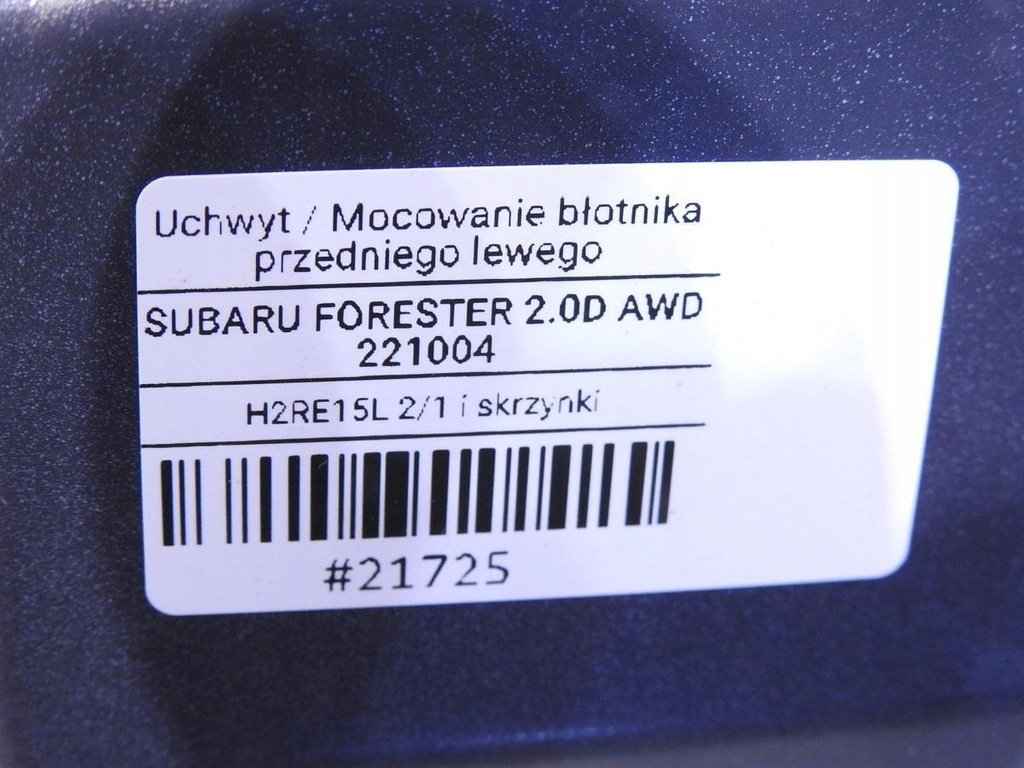 Uchwyt / Mocowanie błotnika
przedniego lewego
SUBARU FORESTER 2.0D AWD
221004
H2RE15L 2/1 i skrzynki
#21725